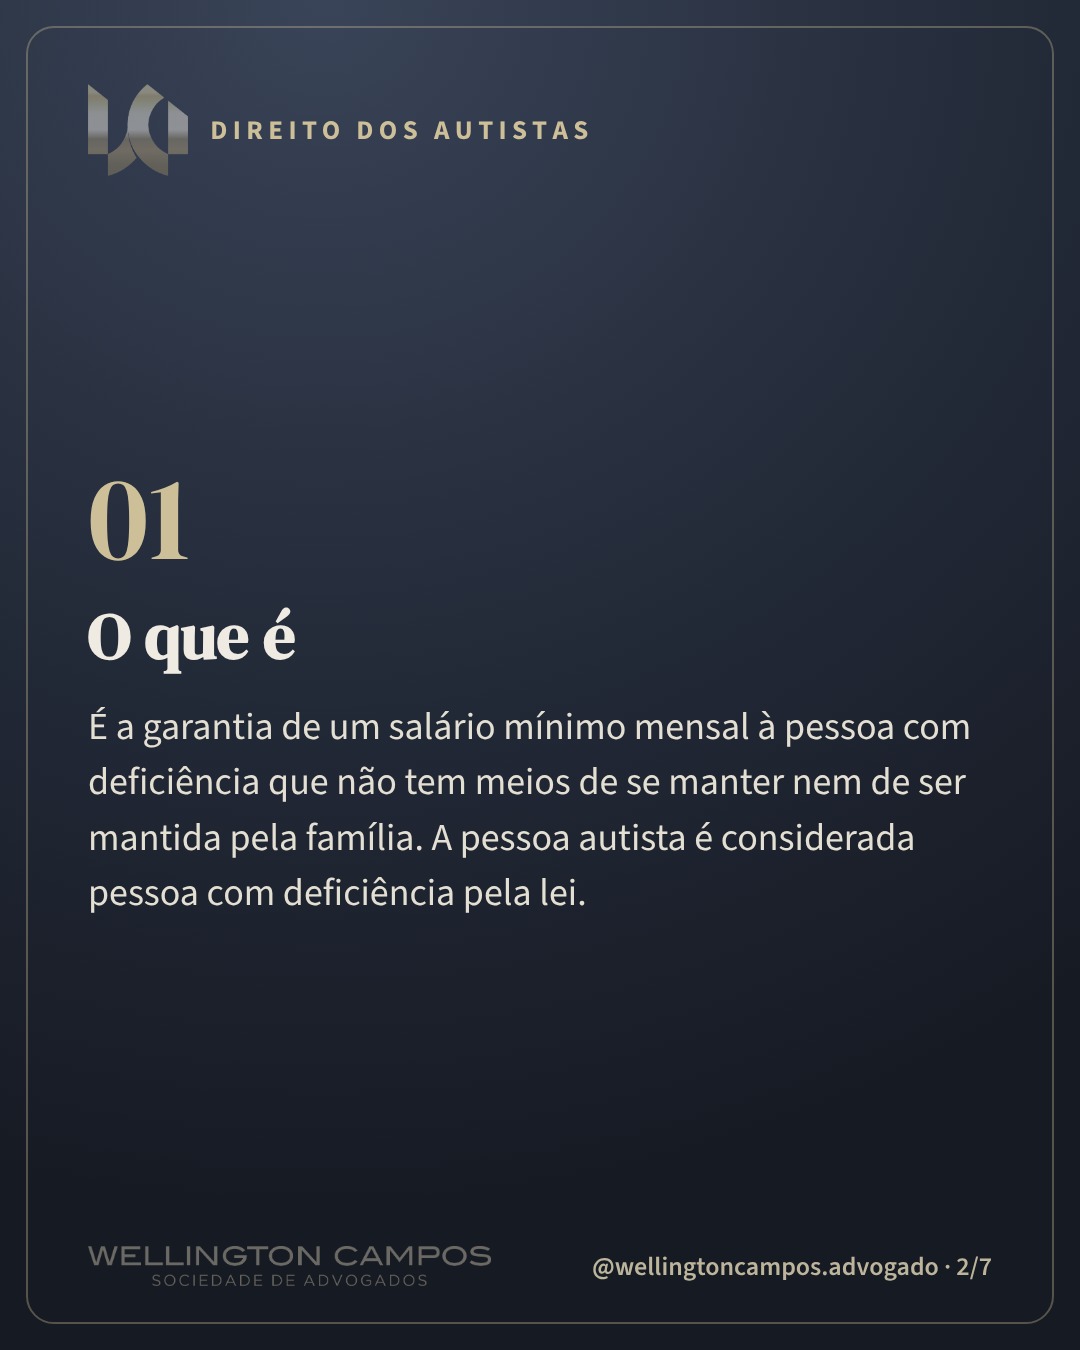 DIREITO DOS AUTISTAS
01
O que é
É a garantia de um salário mínimo mensal à pessoa com
deficiência que não tem meios de se manter nem de ser
mantida pela família. A pessoa autista é considerada
pessoa com deficiência pela lei.
WELLINGTON CAMPOS
SOCIEDADE DE ADVOGADOS
@wellingtoncampos.advogado · 2/7